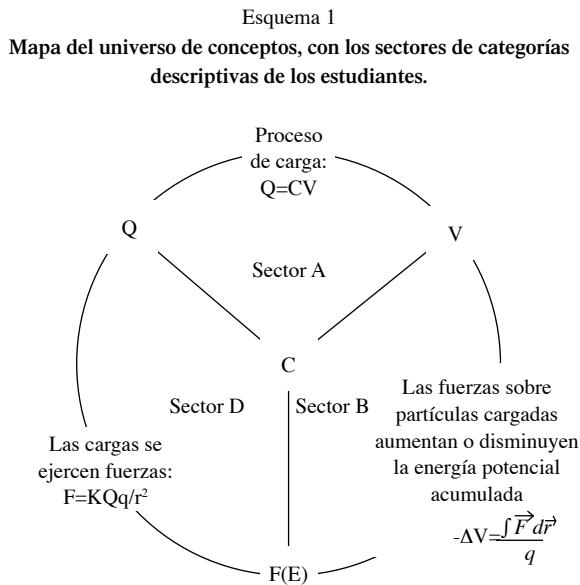 Esquema 1
Mapa del universo de conceptos, con los sectores de categorías
descriptivas de los estudiantes.
Proceso
de carga:
Q=CV
Q
V
Sector A
C
Sector D
Sector B
Las cargas se
ejercen fuerzas:
F=KQq/r²
Las fuerzas sobre
partículas cargadas
aumentan o disminuyen
la energía potencial
acumulada
-ΔV=∫F⃗ dr⃗
q
F(E)